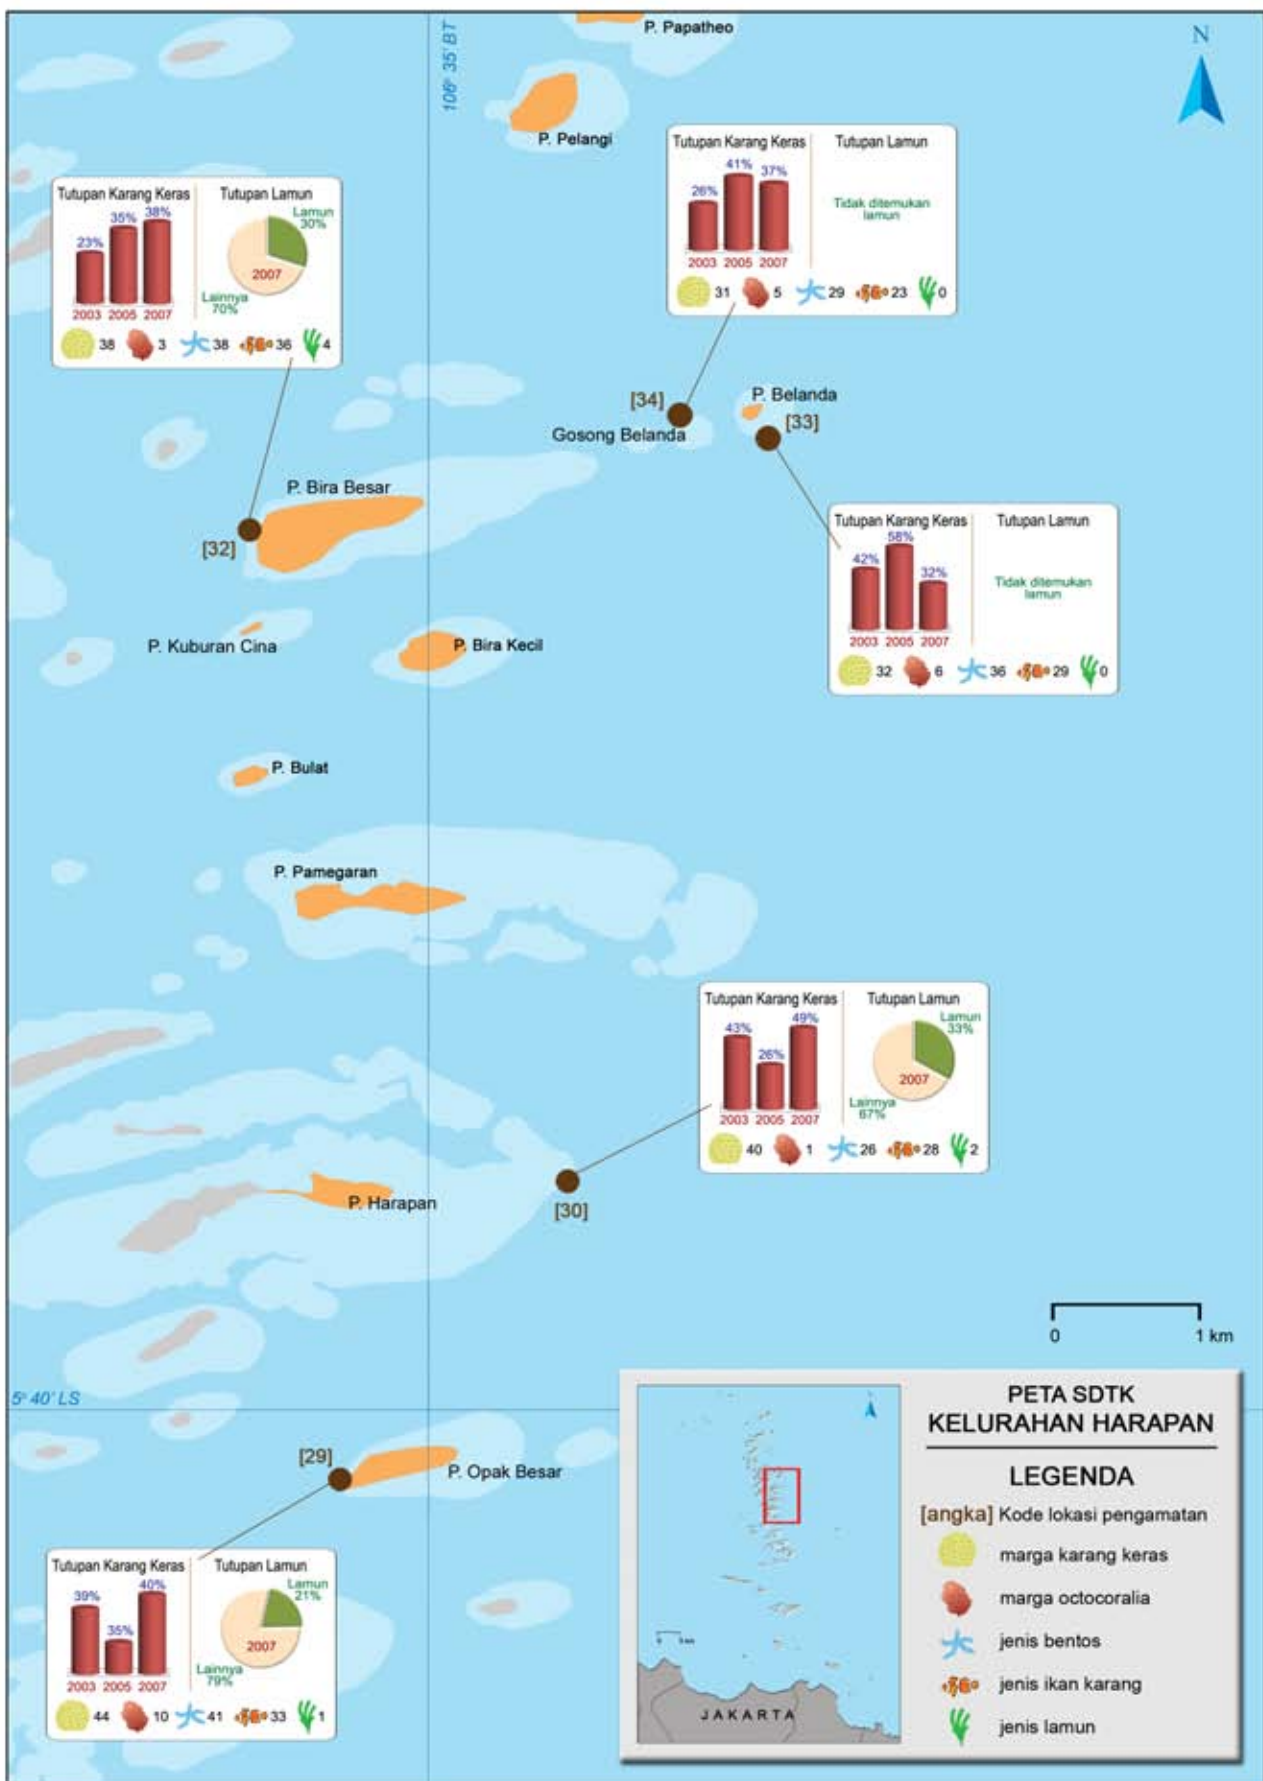 P. Papatheo
106° 35' BT
N
P. Pelangi
Tutupan Karang Keras
Tutupan Lamun
26%
41%
37%
Tidak ditemukan
lamun
2003 2005 2007
31 5 29 23 0
Tutupan Karang Keras
Tutupan Lamun
23%
35%
38%
Lamun
30%
2007
Lainnya
70%
2003 2005 2007
38 3 38 36 4
[34]
Gosong Belanda
P. Belanda
[33]
P. Bira Besar
[32]
Tutupan Karang Keras
Tutupan Lamun
42%
58%
32%
Tidak ditemukan
lamun
2003 2005 2007
32 6 36 29 0
P. Kuburan Cina
P. Bira Kecil
P. Bulat
P. Pamegaran
Tutupan Karang Keras
Tutupan Lamun
43%
26%
49%
Lamun
33%
2007
Lainnya
67%
2003 2005 2007
40 1 26 28 2
P. Harapan
[30]
0 1 km
5° 40' LS
[29]
P. Opak Besar
Tutupan Karang Keras
Tutupan Lamun
39%
35%
40%
Lamun
21%
2007
Lainnya
79%
2003 2005 2007
44 10 41 33 1
JAKARTA
PETA SDTK
KELURAHAN HARAPAN
LEGENDA
[angka] Kode lokasi pengamatan
marga karang keras
marga octocoralia
jenis bentos
jenis ikan karang
jenis lamun